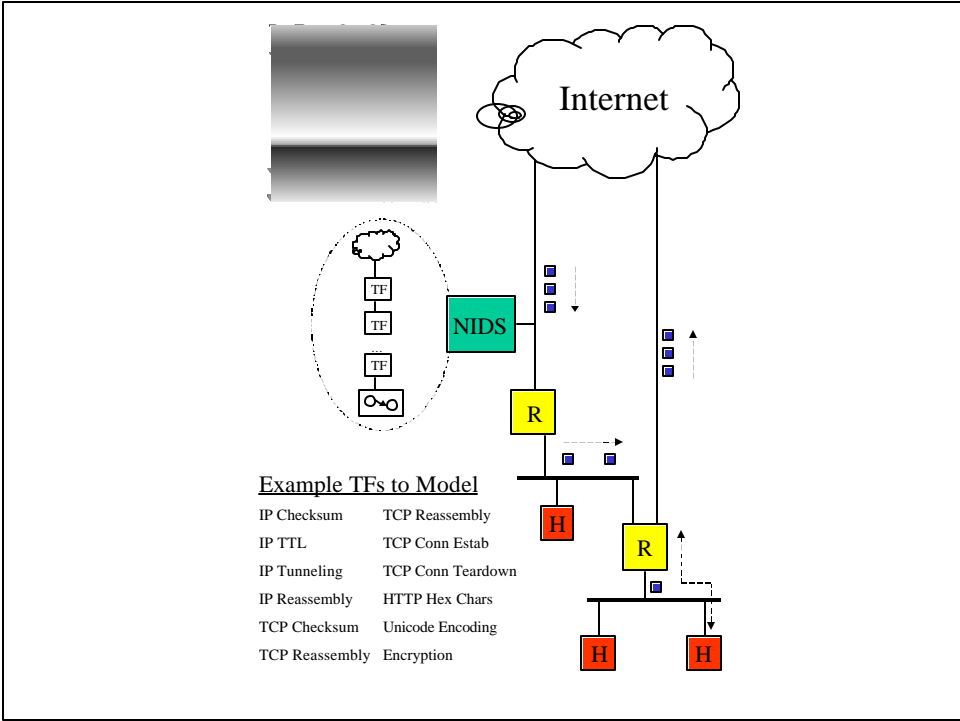 Internet
TF
TF
...
TF
NIDS
R
H
R
H
H
Example TFs to Model
IP Checksum TCP Reassembly
IP TTL TCP Conn Estab
IP Tunneling TCP Conn Teardown
IP Reassembly HTTP Hex Chars
TCP Checksum Unicode Encoding
TCP Reassembly Encryption